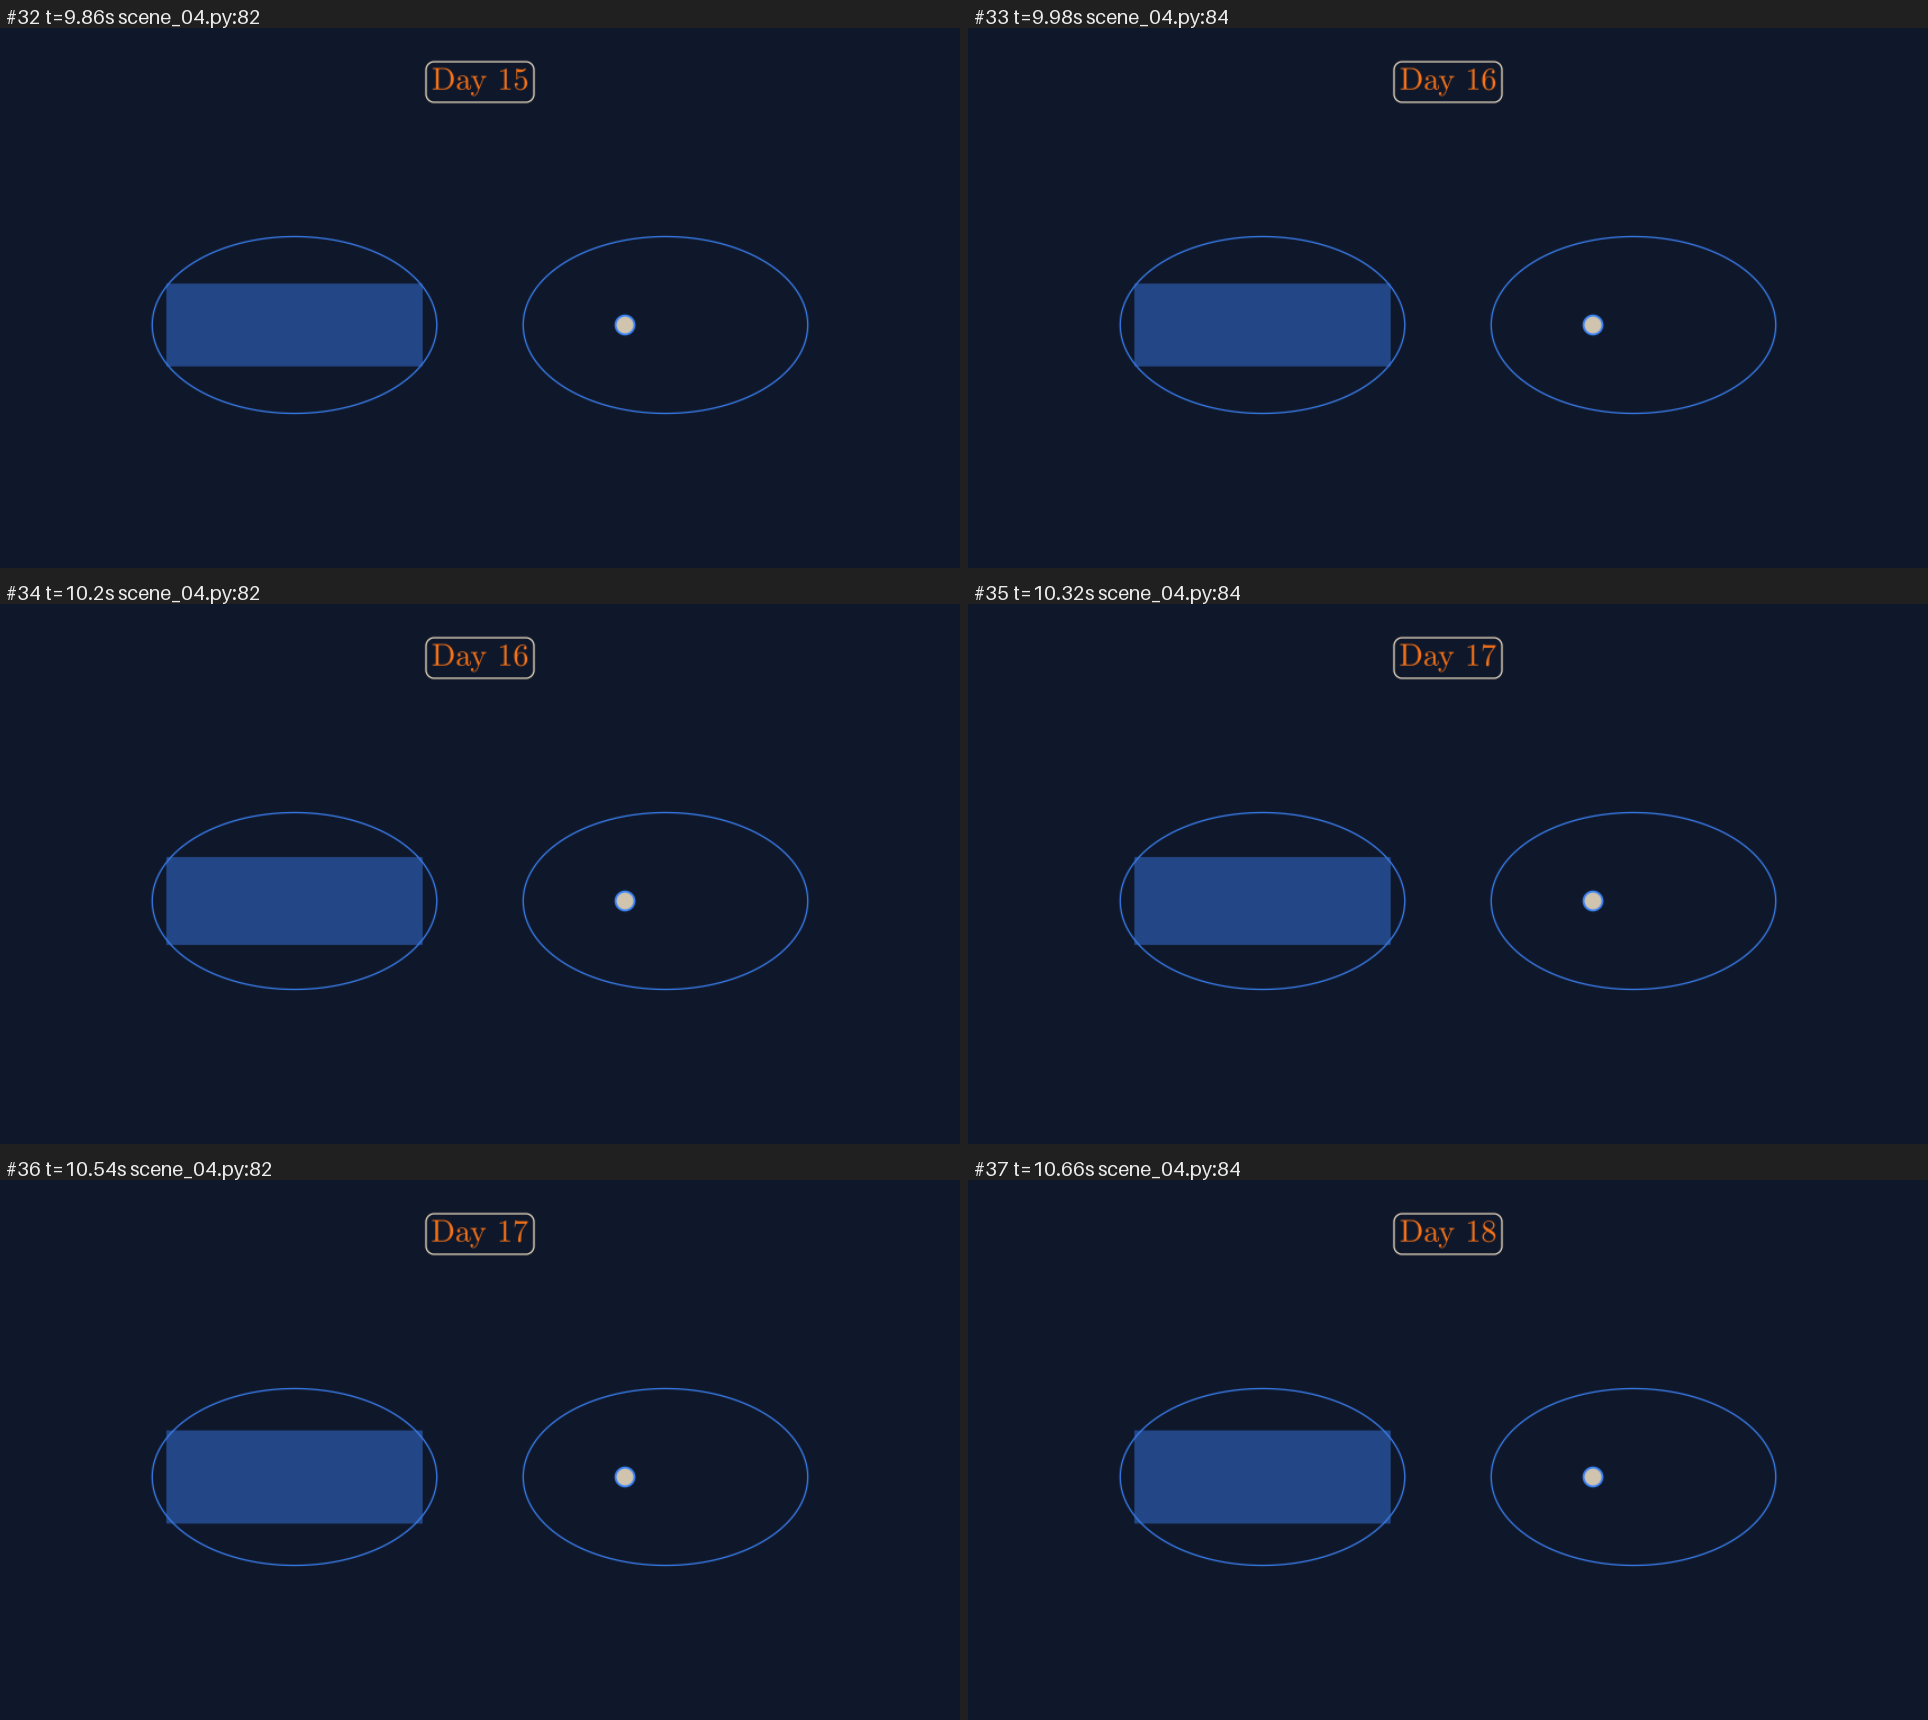 #32 t=9.86s scene_04.py:82
Day 15
#33 t=9.98s scene_04.py:84
Day 16
#34 t=10.2s scene_04.py:82
Day 16
#35 t=10.32s scene_04.py:84
Day 17
#36 t=10.54s scene_04.py:82
Day 17
#37 t=10.66s scene_04.py:84
Day 18